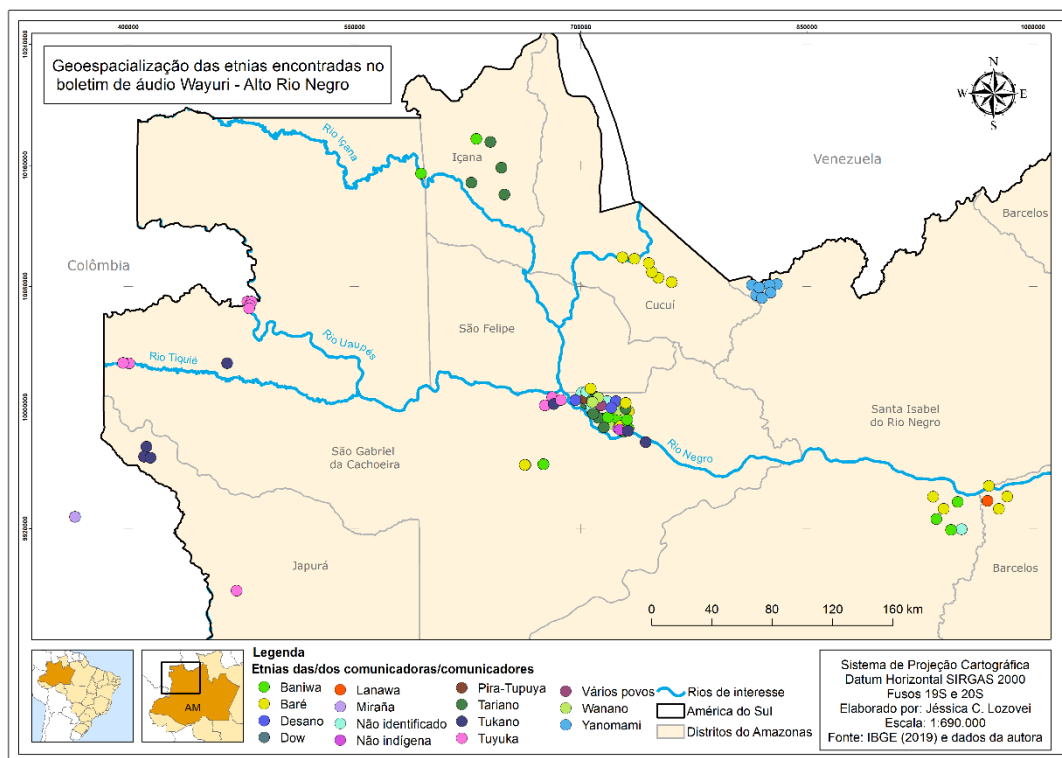 400000
550000
700000
850000
1000000
Geoespacialização das etnias encontradas no
boletim de áudio Wayuri - Alto Rio Negro
N
W
E
S
Rio Içana
Içana
Venezuela
Barcelos
Colômbia
Cucuí
São Felipe
Rio Uaupés
Rio Tiquié
Santa Isabel
do Rio Negro
São Gabriel
da Cachoeira
Rio Negro
Japurá
Barcelos
0 40 80 120 160 km
Legenda
Etnias das/dos comunicadoras/comunicadores
Baniwa
Baré
Desano
Dow
Lanawa
Miraña
Não identificado
Não indígena
Pira-Tupuya
Tariano
Tukano
Tuyuka
Vários povos
Wanano
Yanomami
Rios de interesse
América do Sul
Distritos do Amazonas
AM
Sistema de Projeção Cartográfica
Datum Horizontal SIRGAS 2000
Fusos 19S e 20S
Elaborado por: Jéssica C. Lozovei
Escala: 1:690.000
Fonte: IBGE (2019) e dados da autora